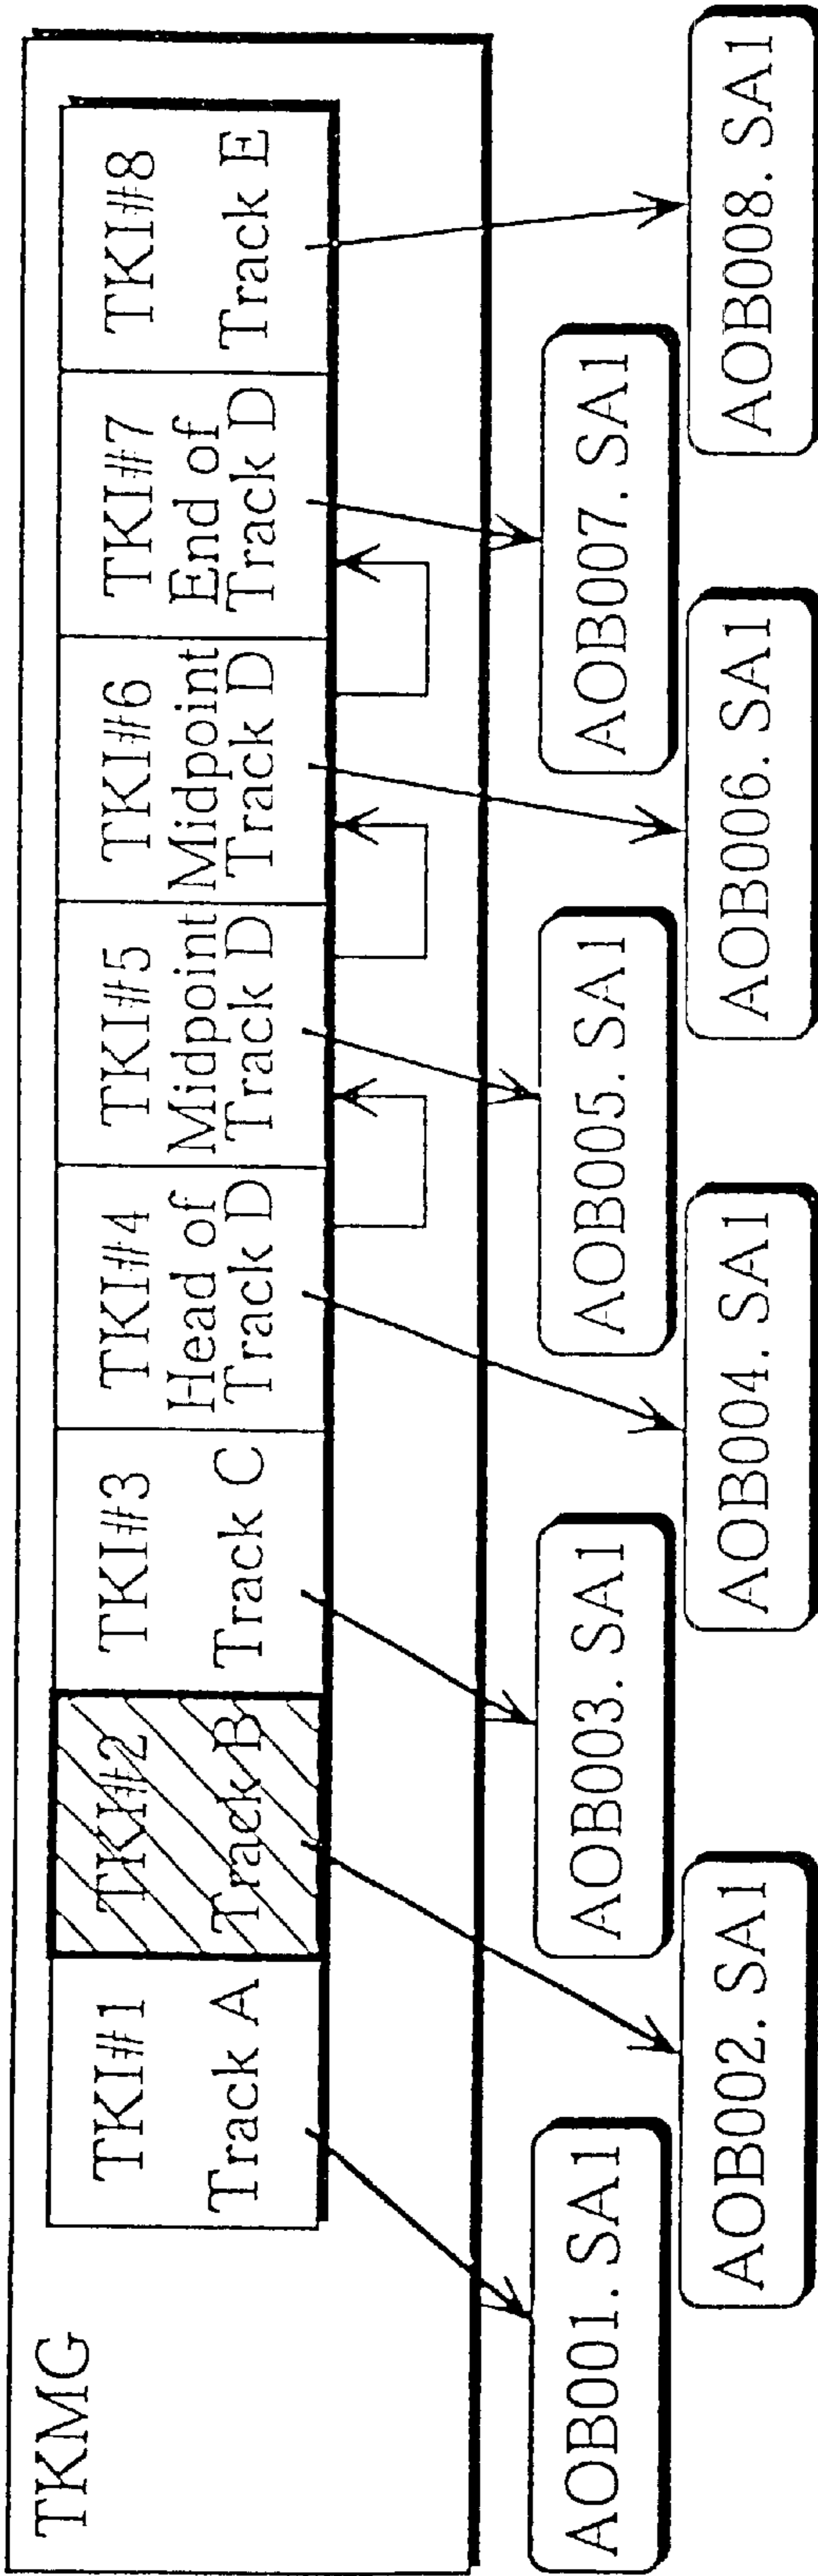 TKMG
TKI#1
Track A
TKI#2
Track B
TKI#3
Track C
TKI#4
Head of
Track D
TKI#5
Midpoint
Track D
TKI#6
Midpoint
Track D
TKI#7
End of
Track D
TKI#8
Track E
AOB001. SA1
AOB003. SA1
AOB005. SA1
AOB007. SA1
AOB002. SA1
AOB004. SA1
AOB006. SA1
AOB008. SA1